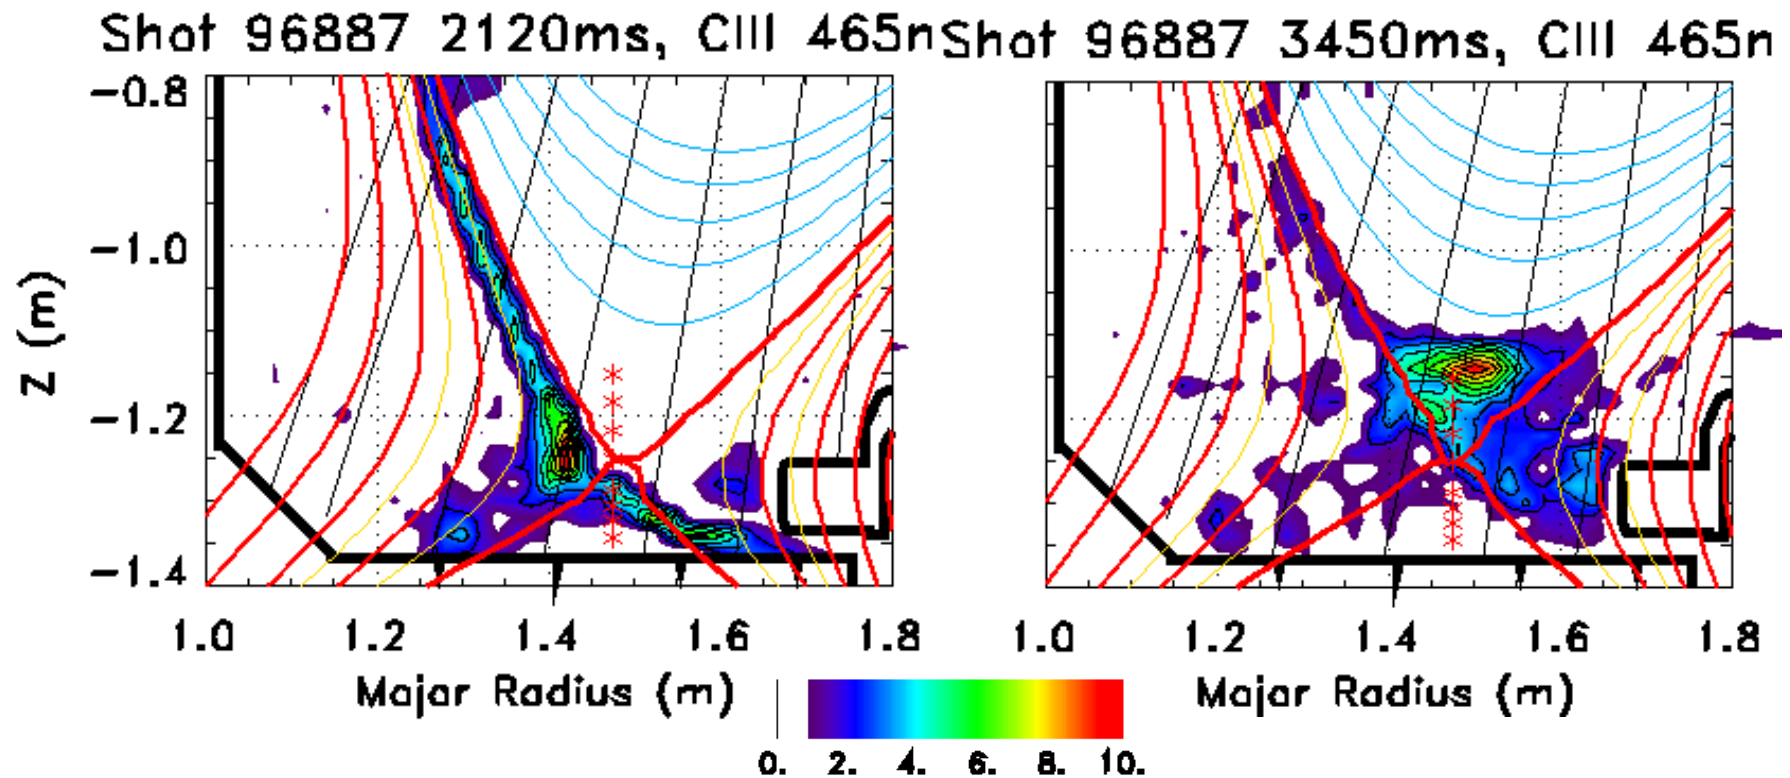 Shot 96887 2120ms, CIII 465n
Shot 96887 3450ms, CIII 465n
Z (m)
-0.8
-1.0
-1.2
-1.4
1.0 1.2 1.4 1.6 1.8
1.0 1.2 1.4 1.6 1.8
Major Radius (m)
Major Radius (m)
0. 2. 4. 6. 8. 10.